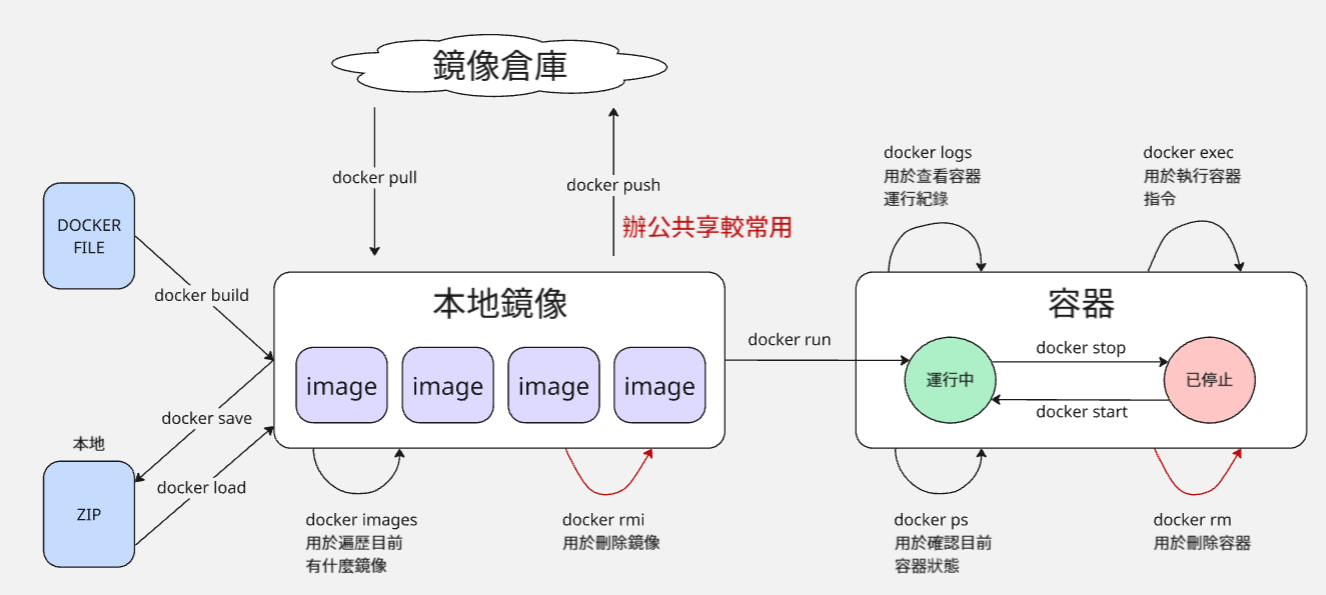 鏡像倉庫
docker pull
docker push
辦公共享較常用
DOCKER
FILE
docker build
docker save
docker load
本地
ZIP
本地鏡像
image
image
image
image
docker images
用於遍歷目前
有什麼鏡像
docker rmi
用於刪除鏡像
docker run
docker logs
用於查看容器
運行紀錄
docker exec
用於執行容器
指令
容器
運行中
docker stop
docker start
已停止
docker ps
用於確認目前
容器狀態
docker rm
用於刪除容器